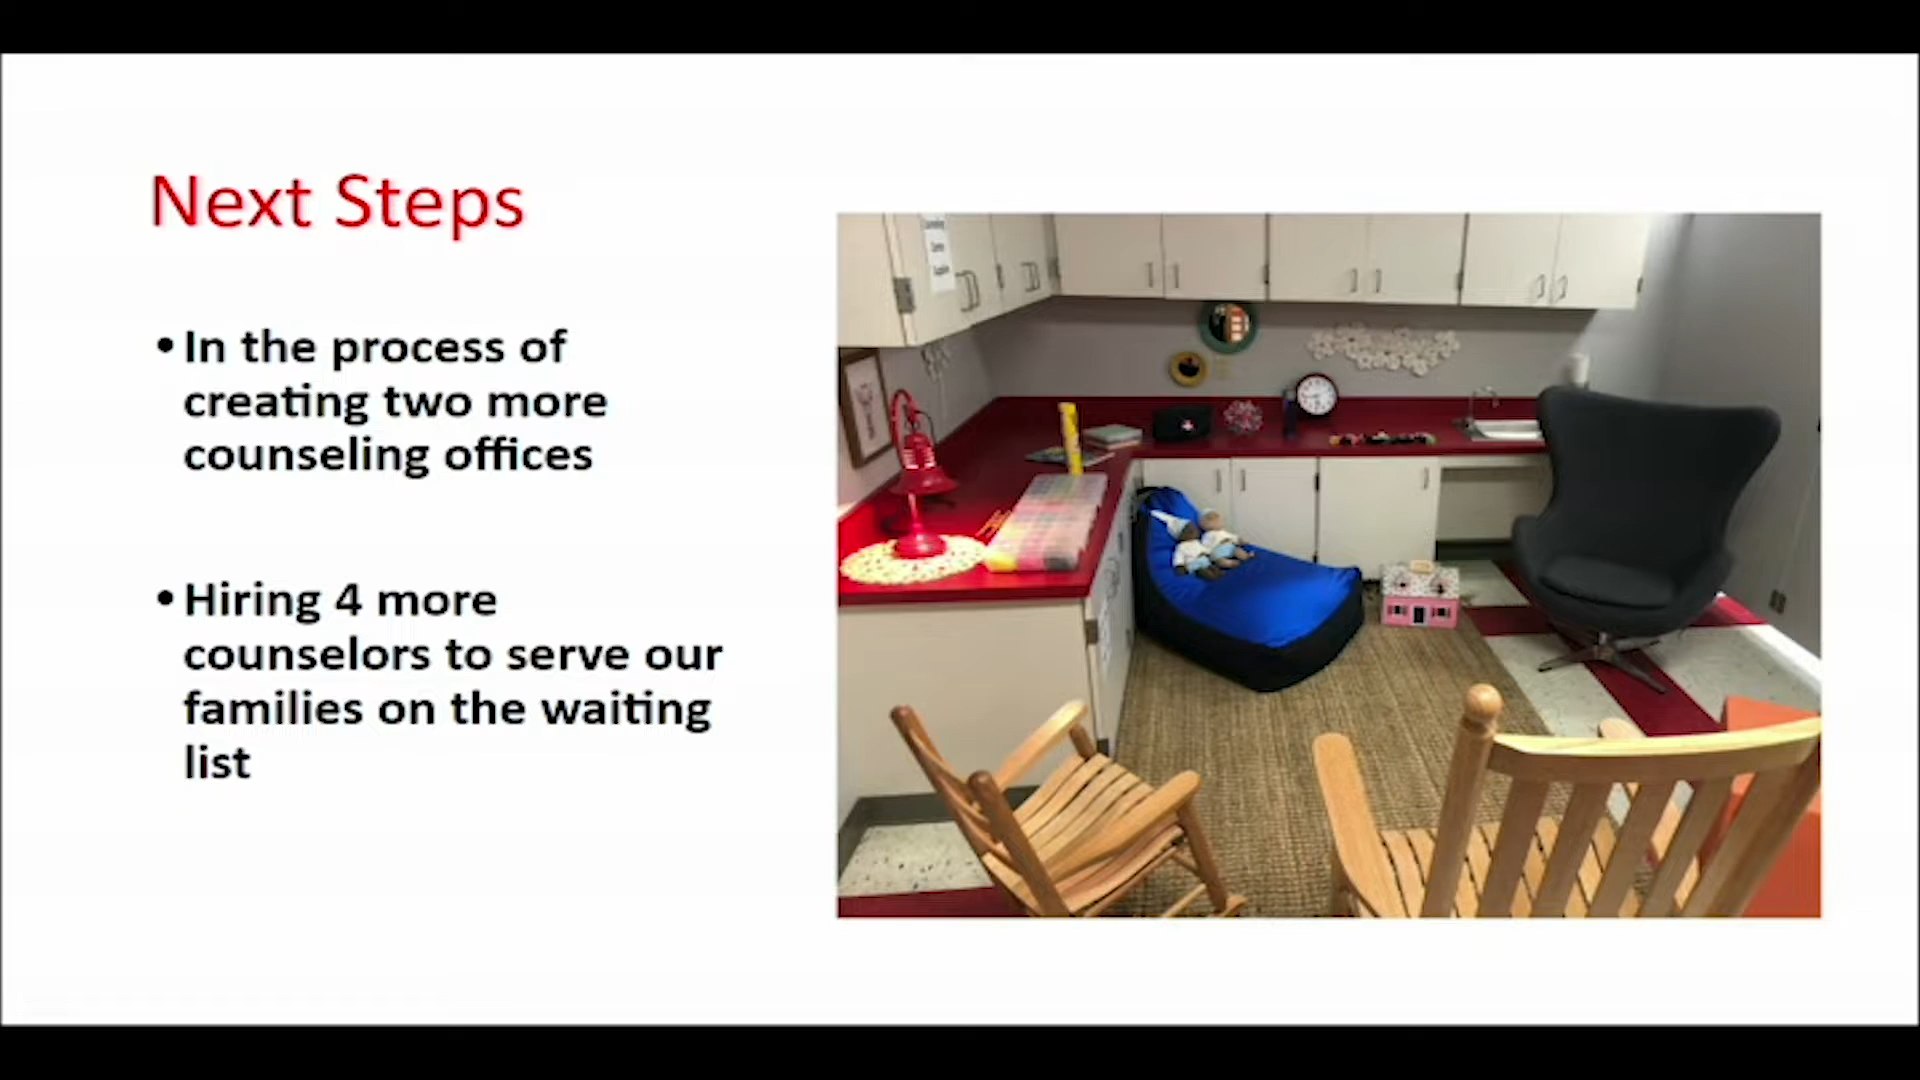 Next Steps
• In the process of
creating two more
counseling offices
• Hiring 4 more
counselors to serve our
families on the waiting
list